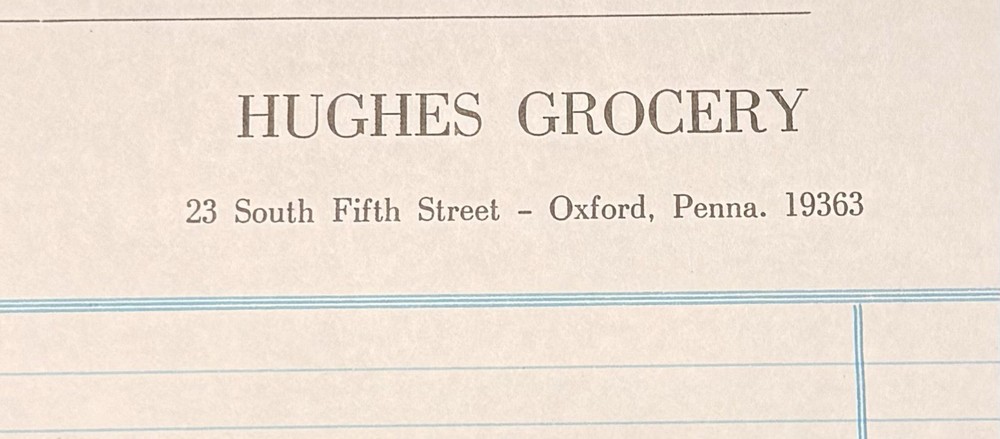 HUGHES GROCERY
23 South Fifth Street - Oxford, Penna. 19363